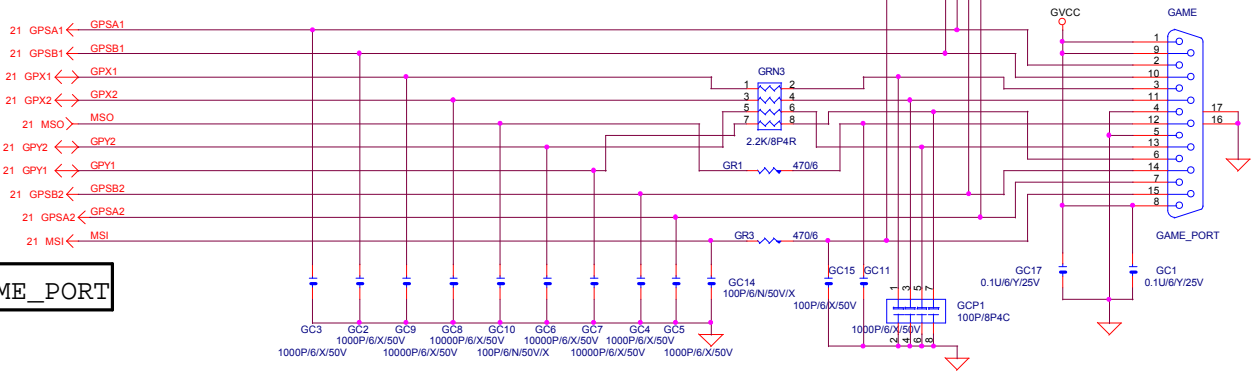 GVCC
GAME
21 GPSA1 GPSA1
21 GPSB1 GPSB1
21 GPX1 GPX1
21 GPX2 GPX2
21 MSO MSO
21 GPY2 GPY2
21 GPY1 GPY1
21 GPSB2 GPSB2
21 GPSA2 GPSA2
21 MSI MSI
GRN3
1 2
3 4
5 6
7 8
2.2K/8P4R
GR1 470/6
GR3 470/6
1
9
2
10
3
11
4
12
5
13
6
14
7
15
8
17
16
GAME_PORT
ME_PORT
GC3
1000P/6/X/50V
GC2
1000P/6/X/50V
GC9
10000P/6/X/50V
GC8
10000P/6/X/50V
GC10
100P/6/N/50V/X
GC6
10000P/6/X/50V
GC7
10000P/6/X/50V
GC4
1000P/6/X/50V
GC5
1000P/6/X/50V
GC14
100P/6/N/50V/X
GC15
100P/6/X/50V
GC11
1000P/6/X/50V
1 3 5 7
2 4 6 8
GCP1
100P/8P4C
GC17
0.1U/6/Y/25V
GC1
0.1U/6/Y/25V